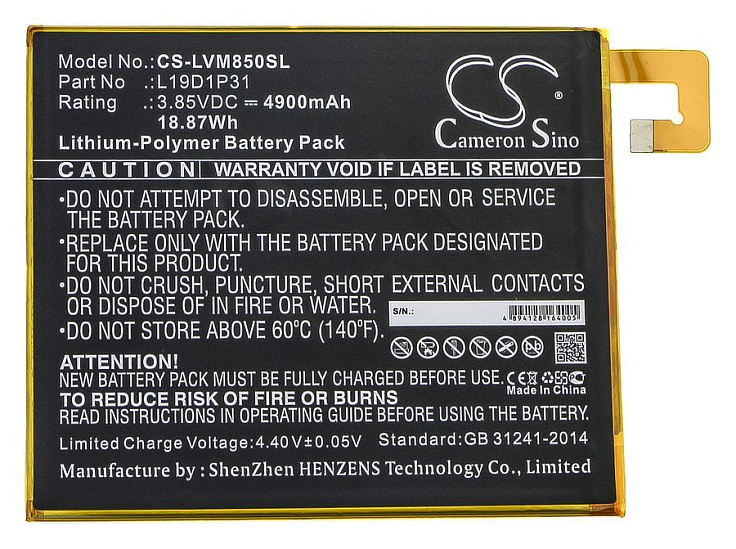 Model No.:CS-LVM850SL
Part No .:L19D1P31
Rating .:3.85VDC ⎓ 4900mAh
18.87Wh
Lithium-Polymer Battery Pack
CS
®
Cameron Sino
CAUTION WARRANTY VOID IF LABEL IS REMOVED
•DO NOT ATTEMPT TO DISASSEMBLE, OPEN OR SERVICE
THE BATTERY PACK.
•REPLACE ONLY WITH THE BATTERY PACK DESIGNATED
FOR THIS PRODUCT.
•DO NOT CRUSH, PUNCTURE, SHORT EXTERNAL CONTACTS
OR DISPOSE OF IN FIRE OR WATER.
S/N.:
4 894128 164005
•DO NOT STORE ABOVE 60°C (140°F).
Pb
ATTENTION!
NEW BATTERY PACK MUST BE FULLY CHARGED BEFORE USE.
CE
Made In China
TO REDUCE RISK OF FIRE OR BURNS
READ INSTRUCTIONS IN OPERATING GUIDE BEFORE USING THE BATTERY.
Limited Charge Voltage:4.40V±0.05V Standard:GB 31241-2014
Manufacture by : ShenZhen HENZENS Technology Co., Limited